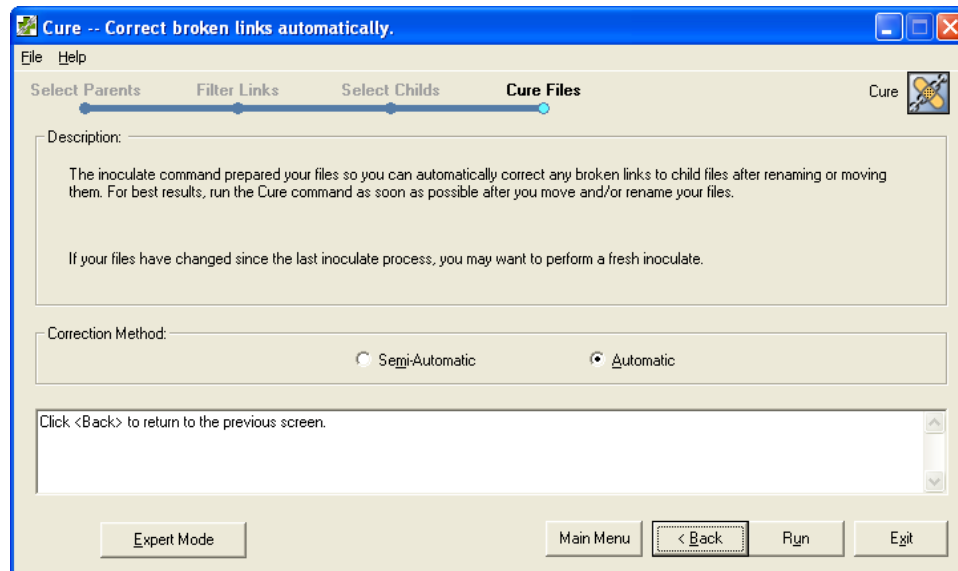 Cure -- Correct broken links automatically.
File Help
Select Parents Filter Links Select Childs Cure Files Cure
Description:
The inoculate command prepared your files so you can automatically correct any broken links to child files after renaming or moving
them. For best results, run the Cure command as soon as possible after you move and/or rename your files.
If your files have changed since the last inoculate process, you may want to perform a fresh inoculate.
Correction Method:
Semi-Automatic Automatic
Click <Back> to return to the previous screen.
Expert Mode Main Menu < Back Run Exit